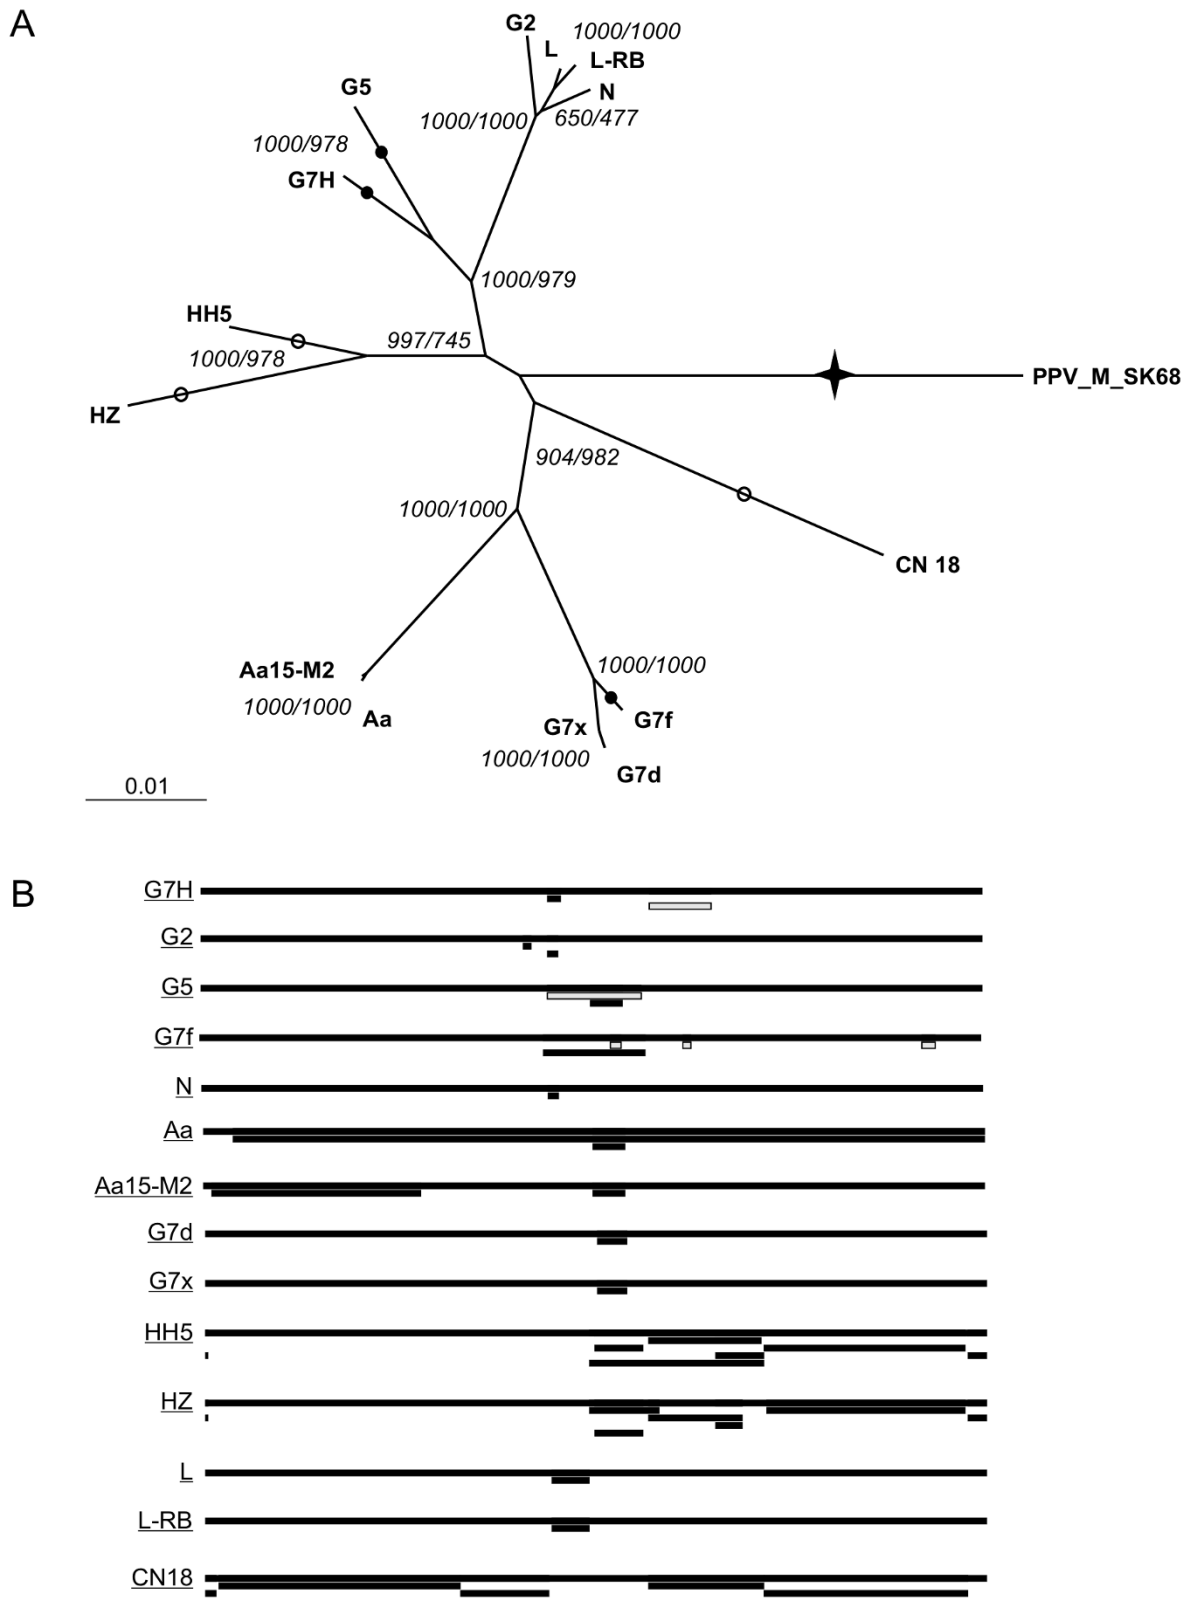 A
G2
1000/1000
L
L-RB
G5
N
1000/1000
650/477
1000/978
G7H
1000/979
HH5
997/745
1000/978
PPV_M_SK68
HZ
904/982
1000/1000
CN 18
Aa15-M2
1000/1000
1000/1000
Aa
G7x
G7f
1000/1000
G7d
0.01
B
G7H
G2
G5
G7f
N
Aa
Aa15-M2
G7d
G7x
HH5
HZ
L
L-RB
CN18